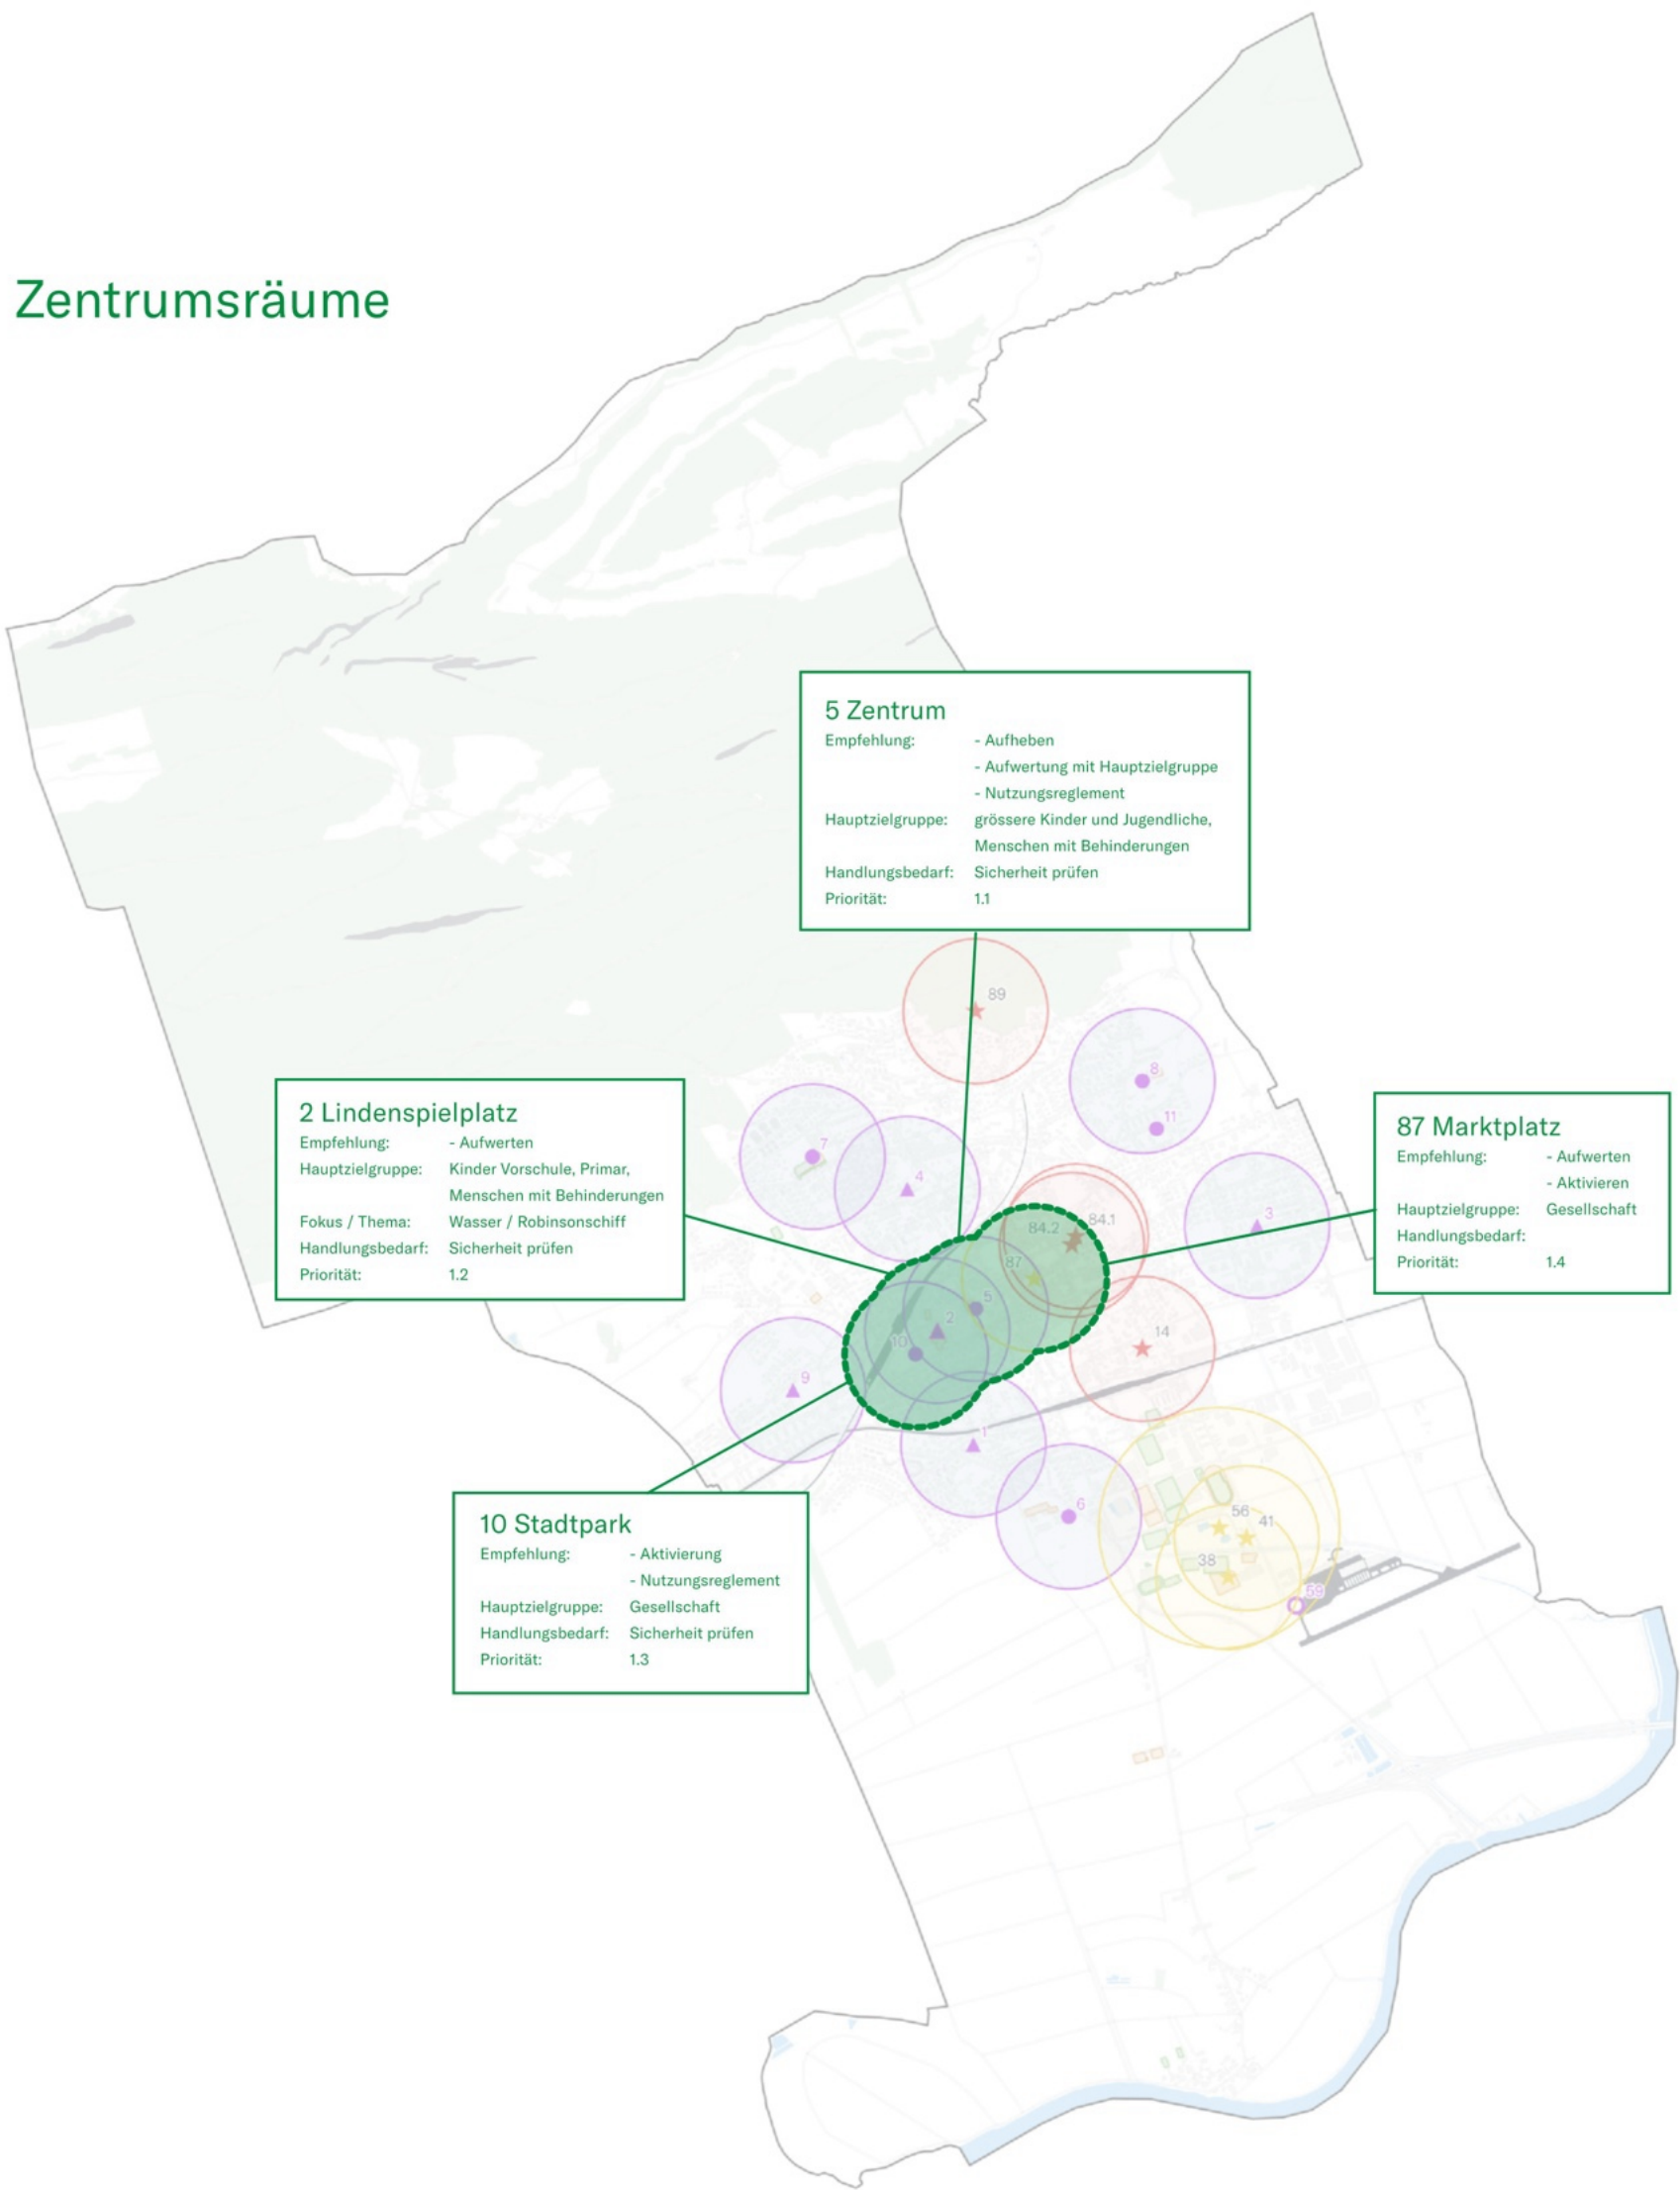 Zentrumsräume
5 Zentrum
Empfehlung: - Aufheben
- Aufwertung mit Hauptzielgruppe
- Nutzungsreglement
Hauptzielgruppe: grössere Kinder und Jugendliche,
Menschen mit Behinderungen
Handlungsbedarf: Sicherheit prüfen
Priorität: 1.1
89
8
11
2 Lindenspielplatz
Empfehlung: - Aufwerten
Hauptzielgruppe: Kinder Vorschule, Primar,
Menschen mit Behinderungen
Fokus / Thema: Wasser / Robinsonschiff
Handlungsbedarf: Sicherheit prüfen
Priorität: 1.2
7
4
87 Marktplatz
Empfehlung: - Aufwerten
- Aktivieren
Hauptzielgruppe: Gesellschaft
Handlungsbedarf:
Priorität: 1.4
3
84.1
84.2
87
5
2
10
14
9
1
6
56
41
38
59
10 Stadtpark
Empfehlung: - Aktivierung
- Nutzungsreglement
Hauptzielgruppe: Gesellschaft
Handlungsbedarf: Sicherheit prüfen
Priorität: 1.3